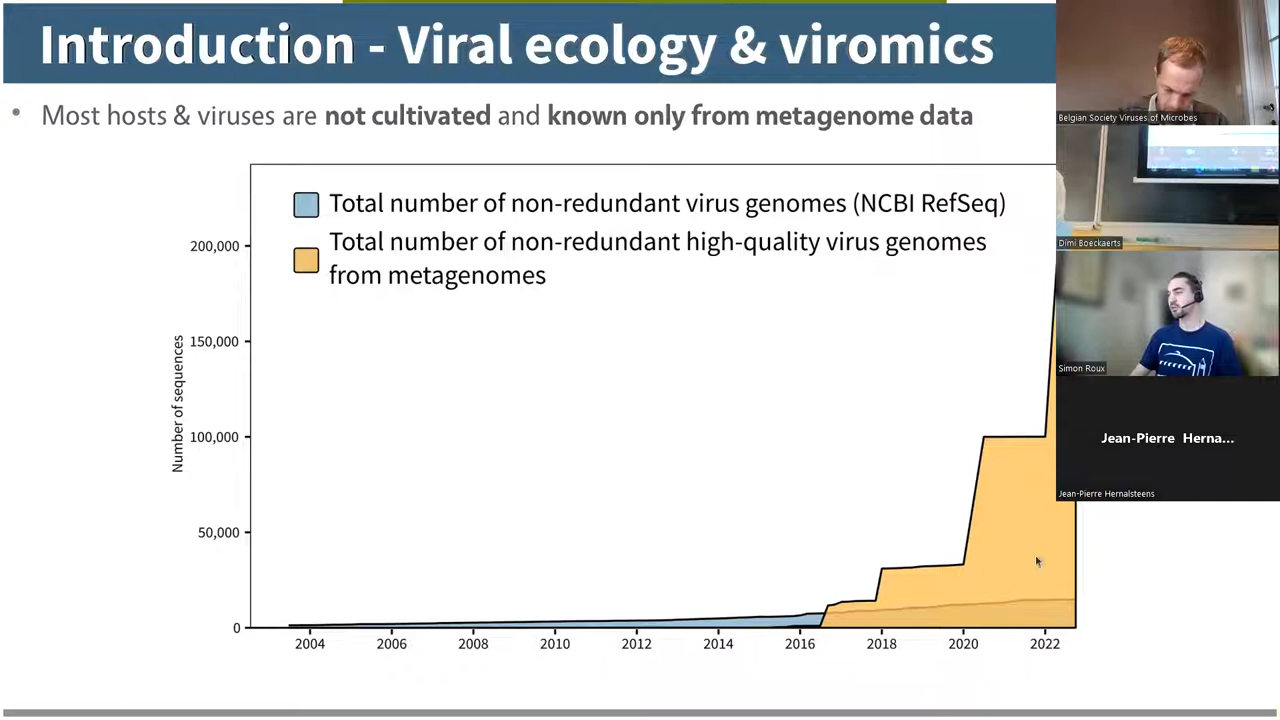 Introduction - Viral ecology & viromics
• Most hosts & viruses are not cultivated and known only from metagenome data
Total number of non-redundant virus genomes (NCBI RefSeq)
Total number of non-redundant high-quality virus genomes
from metagenomes
Number of sequences
200,000
150,000
100,000
50,000
0
2004 2006 2008 2010 2012 2014 2016 2018 2020 2022
Belgian Society Viruses of Microbes
Dimi Boeckaerts
Simon Roux
Jean-Pierre Herna...
Jean-Pierre Hernalsteens